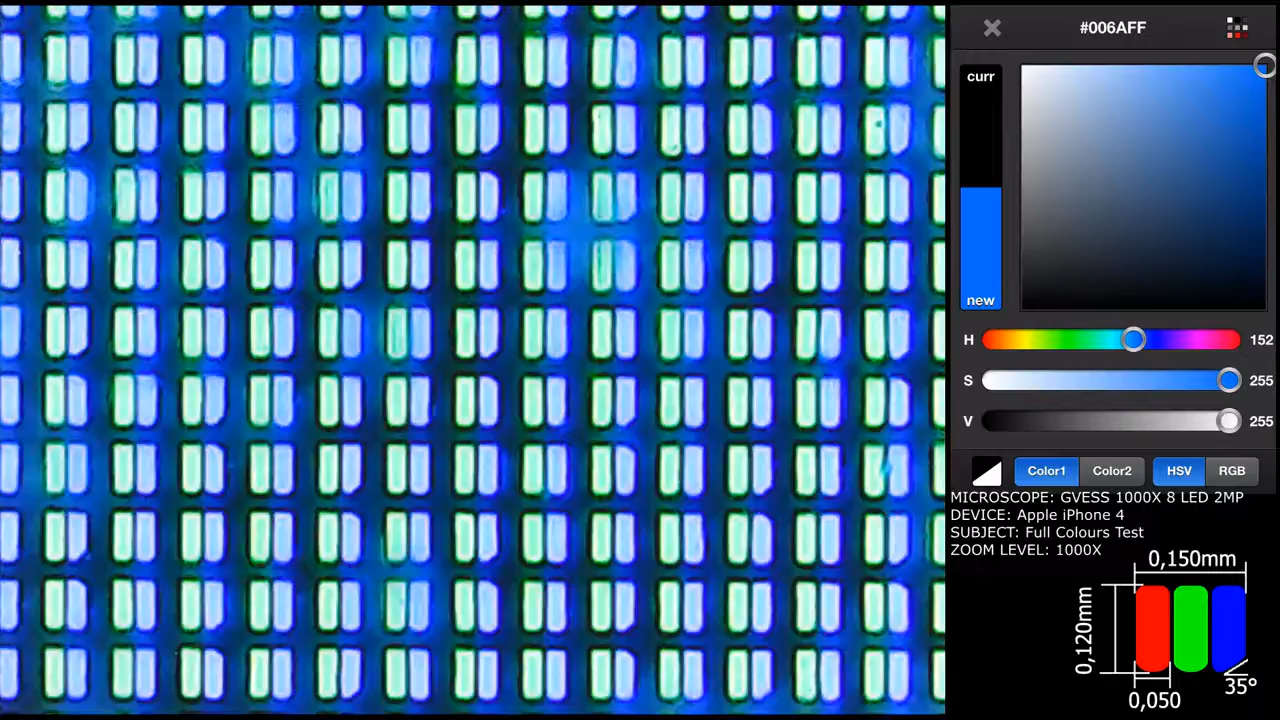 #006AFF
curr
new
H 152
S 255
V 255
Color1 Color2 HSV RGB
MICROSCOPE: GVESS 1000X 8 LED 2MP
DEVICE: Apple iPhone 4
SUBJECT: Full Colours Test
ZOOM LEVEL: 1000X
0,150mm
0,120mm
0,050
35°